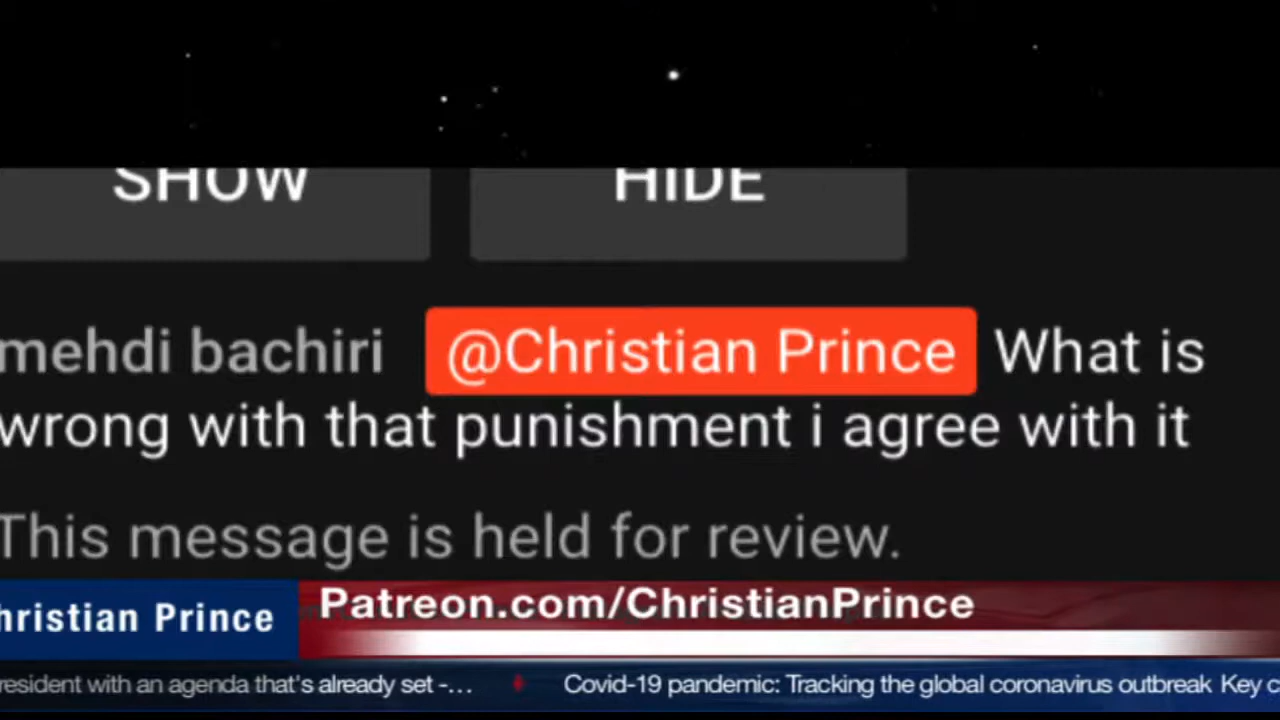 SHOW HIDE
mehdi bachiri @Christian Prince What is
wrong with that punishment i agree with it
This message is held for review.
hristian Prince Patreon.com/ChristianPrince
resident with an agenda that's already set -... Covid-19 pandemic: Tracking the global coronavirus outbreak Key c